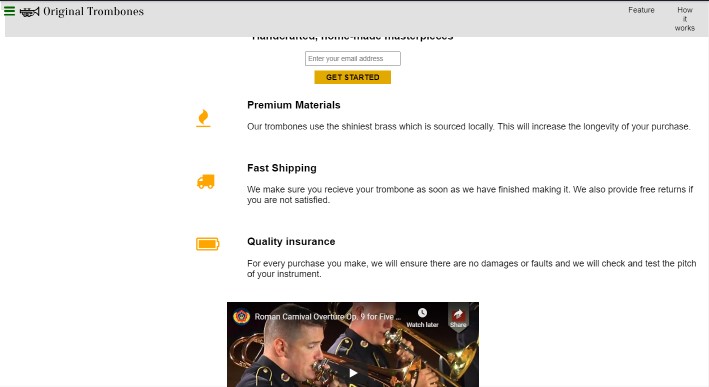 Original Trombones
Feature
How
it
works
Handcrafted, home-made masterpieces
Enter your email address
GET STARTED
Premium Materials
Our trombones use the shiniest brass which is sourced locally. This will increase the longevity of your purchase.
Fast Shipping
We make sure you recieve your trombone as soon as we have finished making it. We also provide free returns if
you are not satisfied.
Quality insurance
For every purchase you make, we will ensure there are no damages or faults and we will check and test the pitch
of your instrument.
Roman Carnival Overture Op. 9 for Five ...
Watch later
Share